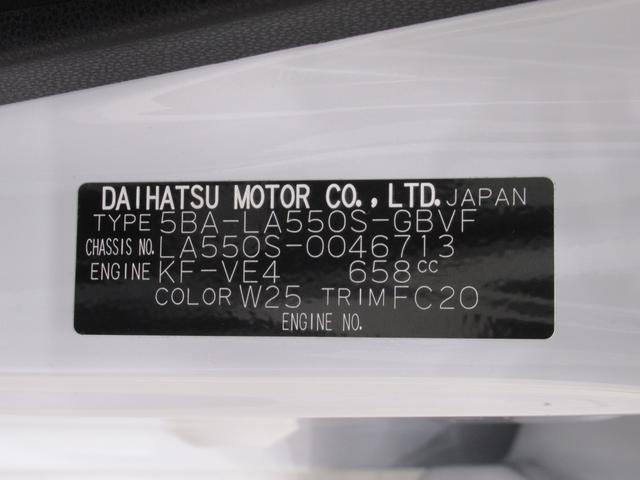 DAIHATSU MOTOR CO., LTD. JAPAN
TYPE 5BA-LA550S-GBVF
CHASSIS NO. LA550S-0046713
ENGINE KF-VE4 658cc
COLOR W25 TRIM FC20
ENGINE NO.